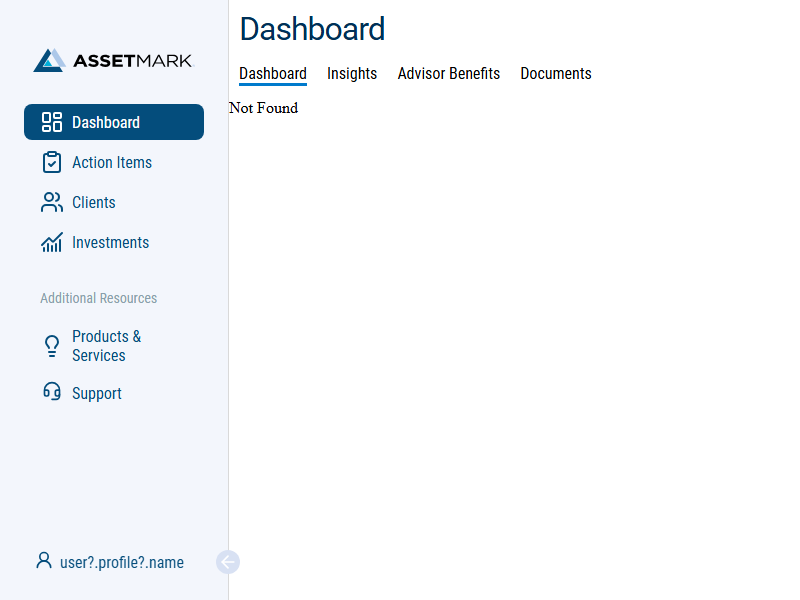 ASSETMARK
Dashboard
Action Items
Clients
Investments
Additional Resources
Products &
Services
Support
user?.profile?.name
Dashboard
Dashboard Insights Advisor Benefits Documents
Not Found